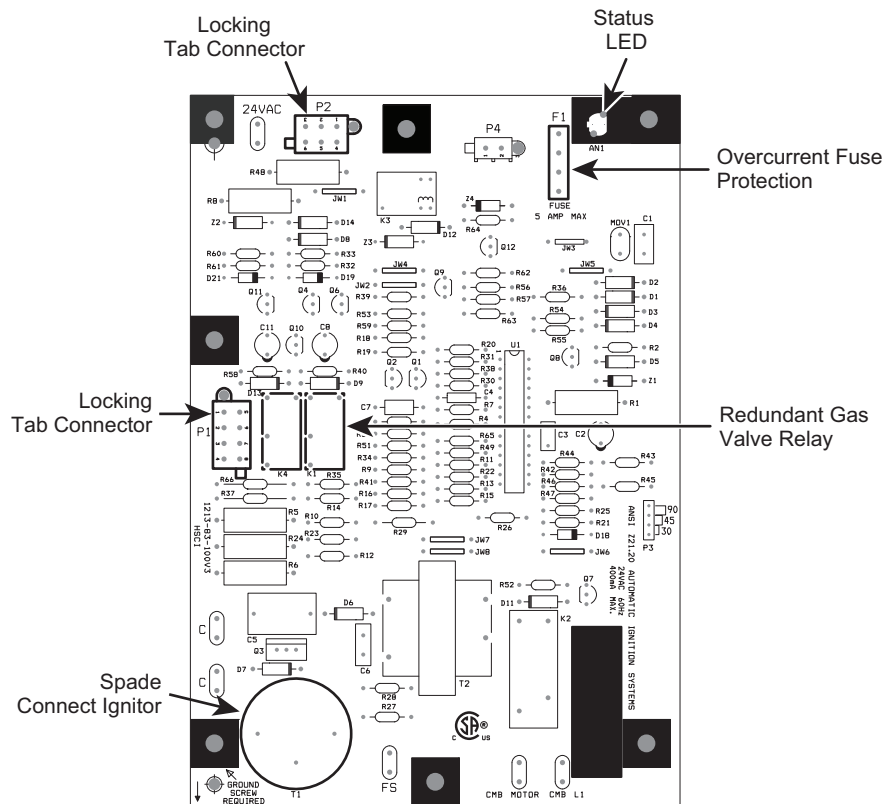 Locking
Tab Connector
Status
LED
24VAC
P2
P4
F1
AN1
Overcurrent Fuse
Protection
R48
JW1
R8
K3
Z4
FUSE
5 AMP MAX
Z2
D14
D12
R64
MOV1
C1
D8
Z3
Q12
JW3
R60
R33
R61
R32
D21
D19
JW4
JW2
Q9
R62
R56
R57
R63
JW5
D2
D1
D3
D4
R36
R54
R55
Q11
Q4
Q6
R39
R53
R59
R18
R19
C11
Q10
C8
R20
R31
R38
R30
C4
R7
R4
U1
1
Q8
R2
D5
Z1
R58
R40
D13
D9
Q2
Q1
C7
R1
Locking
Tab Connector
P1
K4
K1
R51
R34
R9
R41
R16
R17
R65
R49
R11
R22
R13
R15
C3
C2
Redundant Gas
Valve Relay
R66
R37
R35
R14
R44
R42
R46
R47
R43
R45
R25
R21
D18
90
45
30
P3
1213-83-100V3
HSCI
R5
R24
R6
R10
R23
R12
R29
R26
JW7
JW8
JW6
ANSI Z21.20 AUTOMATIC IGNITION SYSTEMS
24VAC 60Hz
400mA MAX.
R52
D11
Q7
K2
C
C
C5
D6
Q3
C6
D7
T2
Spade
Connect Ignitor
R28
R27
T1
FS
C SA ® US
GROUND
SCREW
REQUIRED
CMB MOTOR
CMB L1